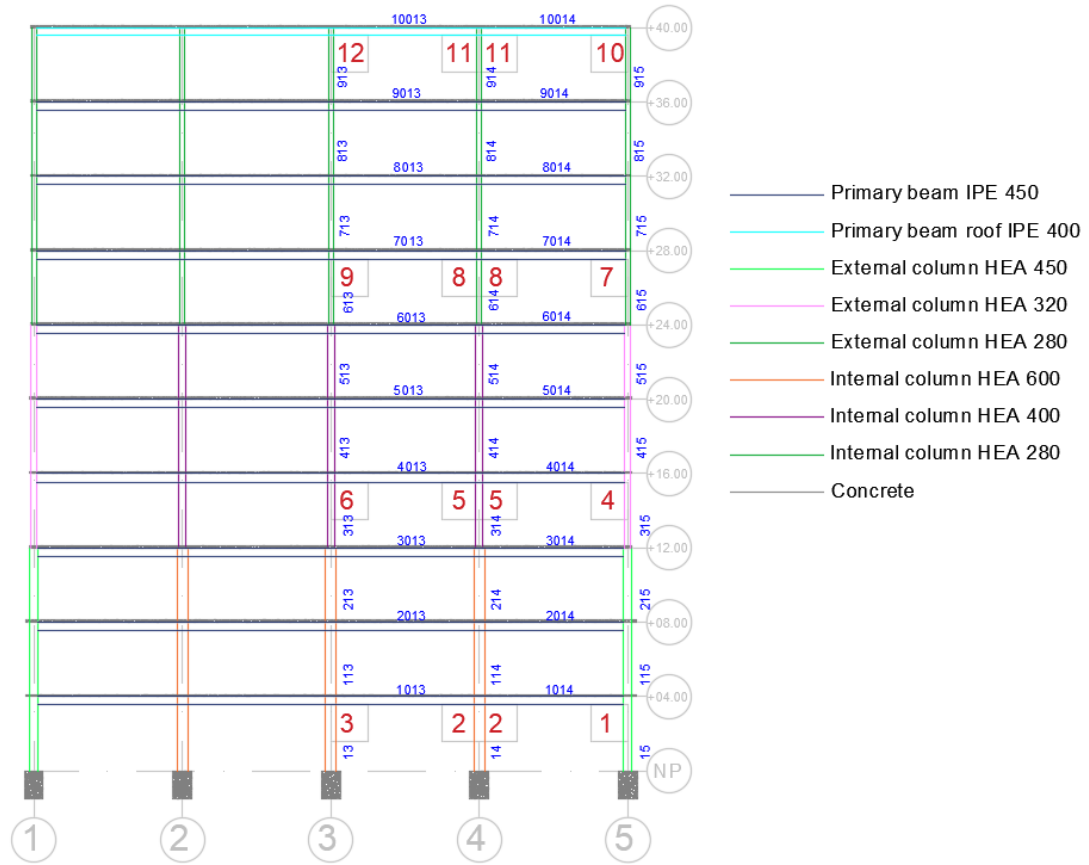 10013 10014
+40.00
12 11 11 10
913 914 915
9013 9014
+36.00
813 814 815
8013 8014
+32.00
713 714 715
7013 7014
+28.00
9 8 8 7
613 614 615
6013 6014
+24.00
513 514 515
5013 5014
+20.00
413 414 415
4013 4014
+16.00
6 5 5 4
313 314 315
3013 3014
+12.00
213 214 215
2013 2014
+08.00
113 114 115
1013 1014
+04.00
3 2 2 1
13 14 15
NP
1 2 3 4 5
Primary beam IPE 450
Primary beam roof IPE 400
External column HEA 450
External column HEA 320
External column HEA 280
Internal column HEA 600
Internal column HEA 400
Internal column HEA 280
Concrete